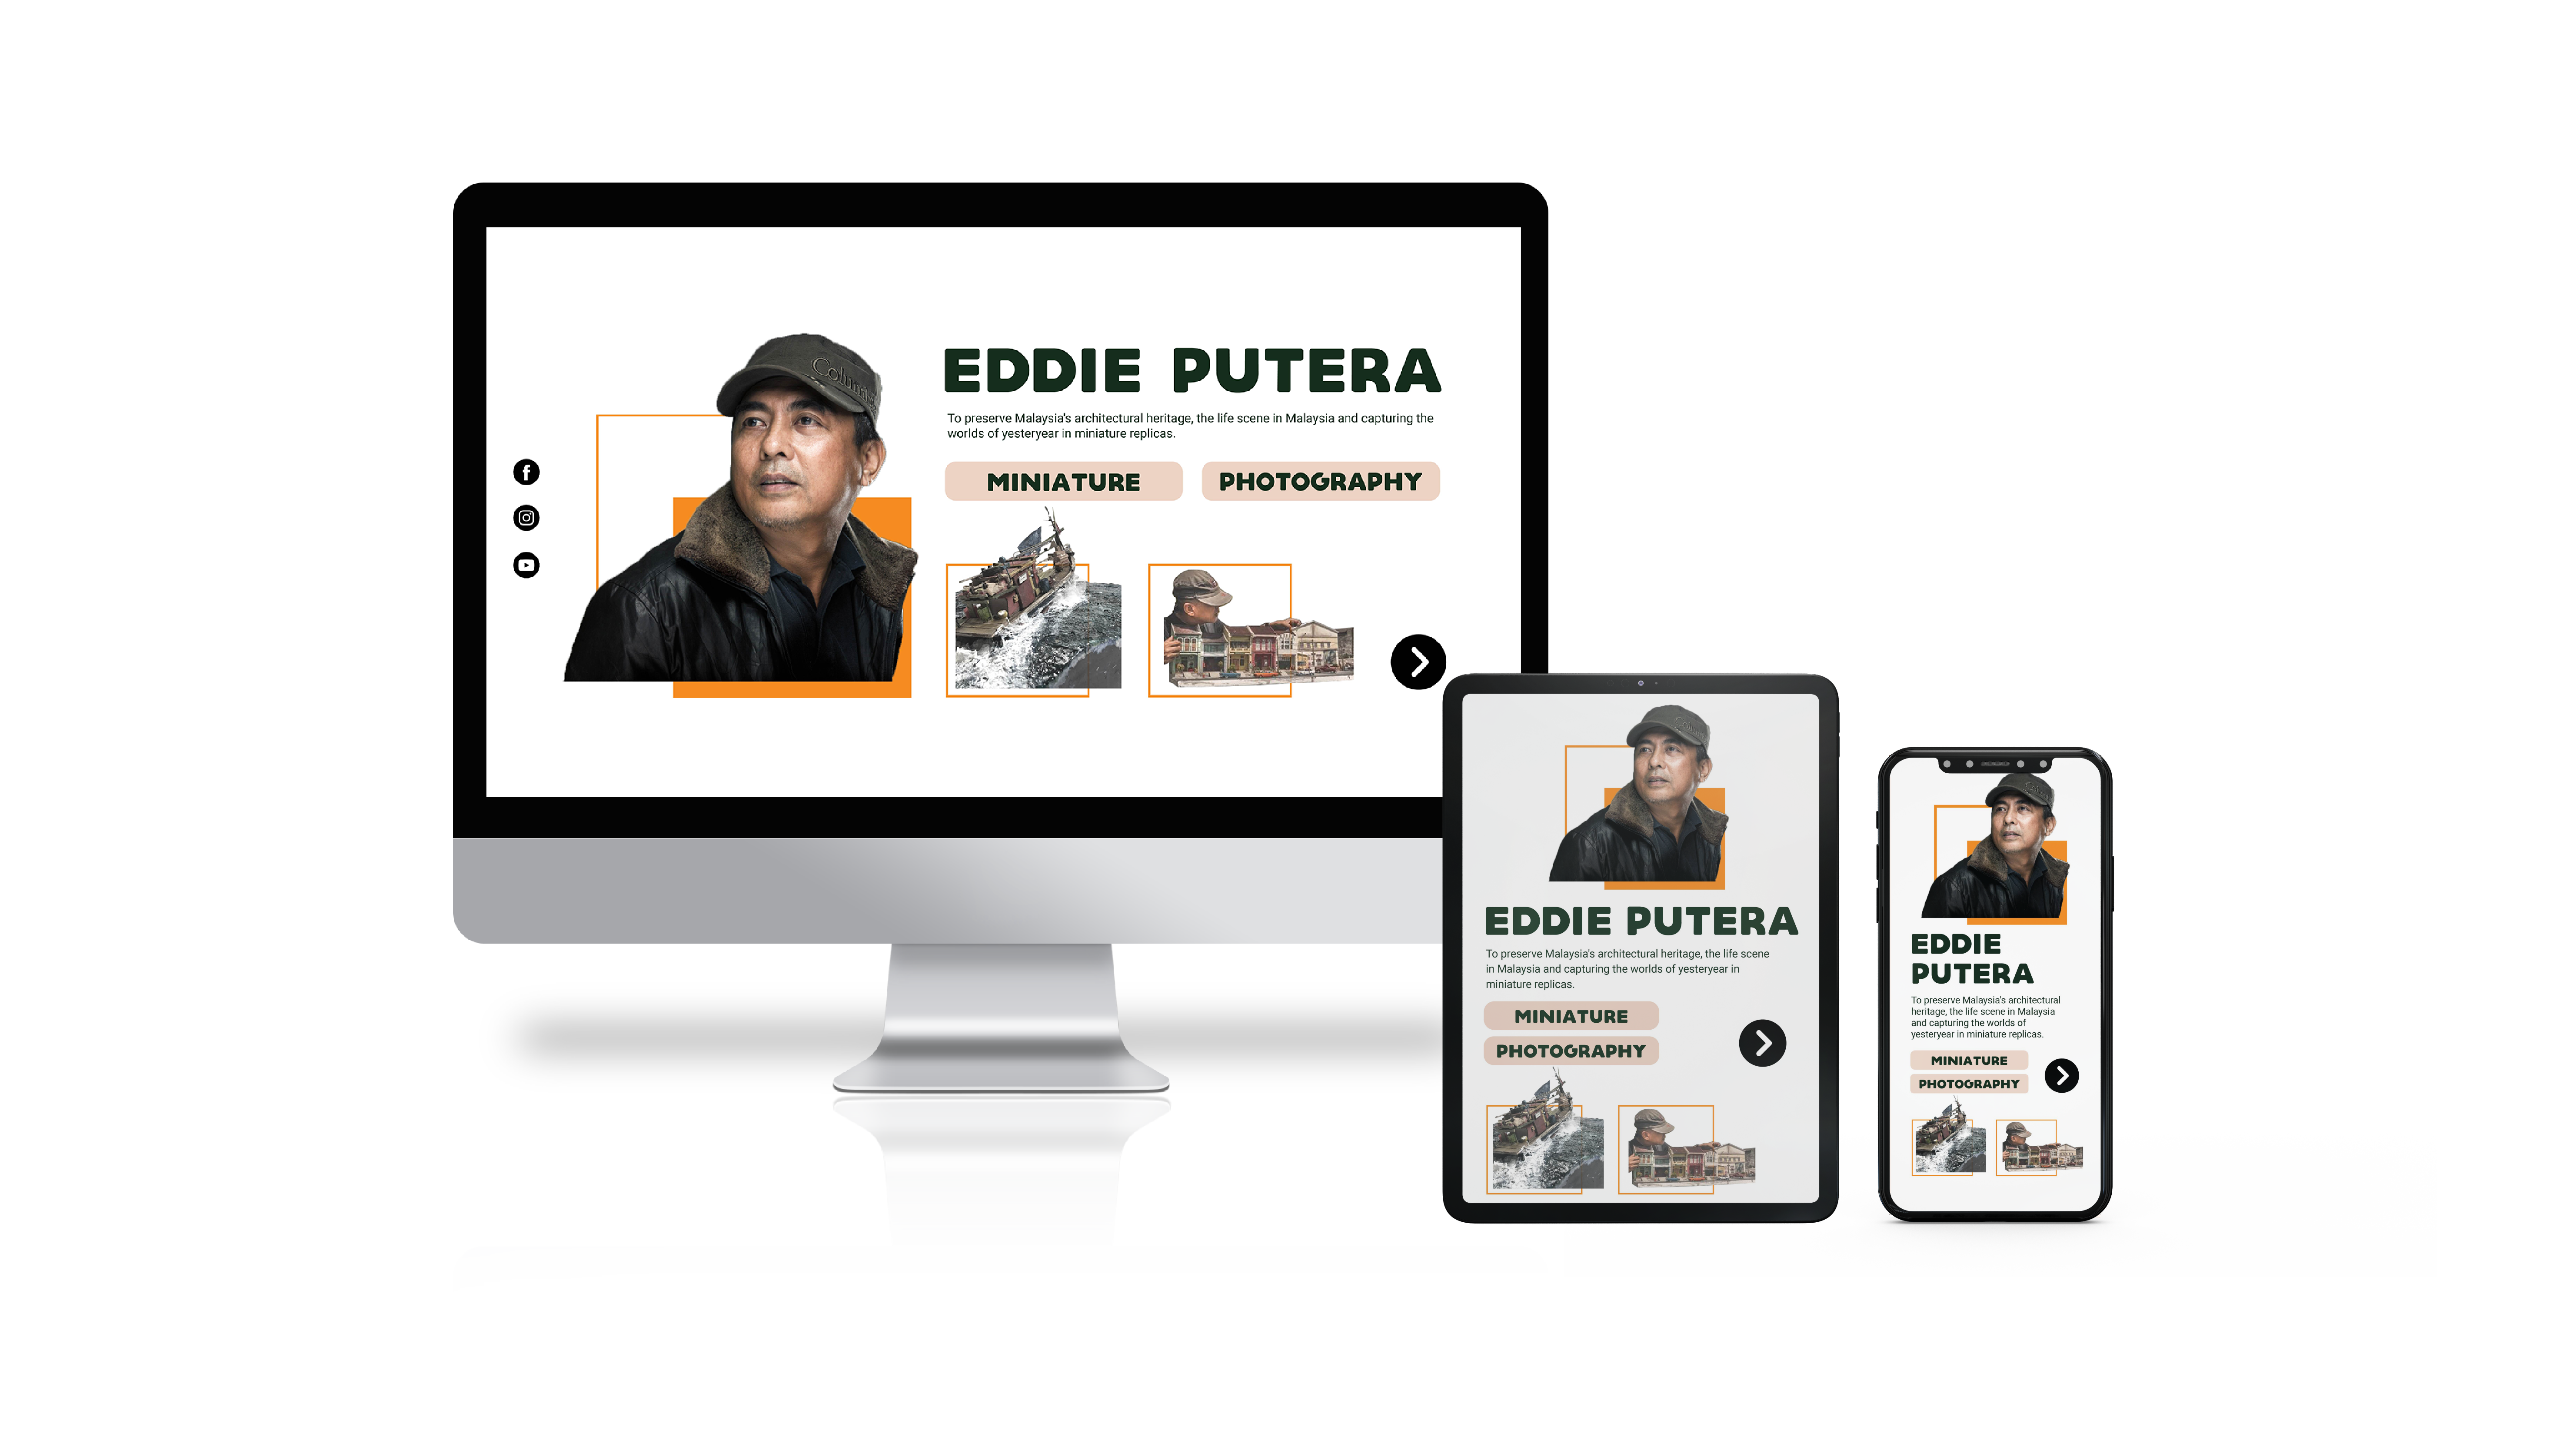 EDDIE PUTERA
To preserve Malaysia's architectural heritage, the life scene in Malaysia and capturing the
worlds of yesteryear in miniature replicas.
MINIATURE
PHOTOGRAPHY
EDDIE PUTERA
To preserve Malaysia's architectural heritage, the life scene
in Malaysia and capturing the worlds of yesteryear in
miniature replicas.
MINIATURE
PHOTOGRAPHY
EDDIE
PUTERA
To preserve Malaysia's architectural
heritage, the life scene in Malaysia
and capturing the worlds of
yesteryear in miniature replicas.
MINIATURE
PHOTOGRAPHY